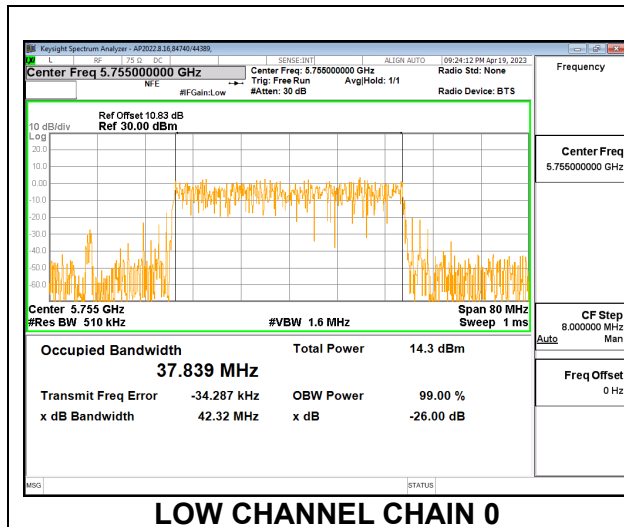 Keysight Spectrum Analyzer - AP2022.8.16,84740/44389,
L RF 75 Ω DC SENSE:INT ALIGN AUTO 09:24:12 PM Apr 19, 2023
Center Freq 5.755000000 GHz
NFE
#IFGain:Low
Center Freq: 5.755000000 GHz
Trig: Free Run Avg|Hold: 1/1
#Atten: 30 dB
Radio Std: None
Radio Device: BTS
Frequency
Ref Offset 10.83 dB
10 dB/div Ref 30.00 dBm
Log
20.0
10.0
0.00
-10.0
-20.0
-30.0
-40.0
-50.0
-60.0
Center Freq
5.755000000 GHz
Center 5.755 GHz Span 80 MHz
#Res BW 510 kHz #VBW 1.6 MHz Sweep 1 ms
CF Step
8.000000 MHz
Auto Man
Freq Offset
0 Hz
Occupied Bandwidth Total Power 14.3 dBm
37.839 MHz
Transmit Freq Error -34.287 kHz OBW Power 99.00 %
x dB Bandwidth 42.32 MHz x dB -26.00 dB
MSG STATUS
LOW CHANNEL CHAIN 0